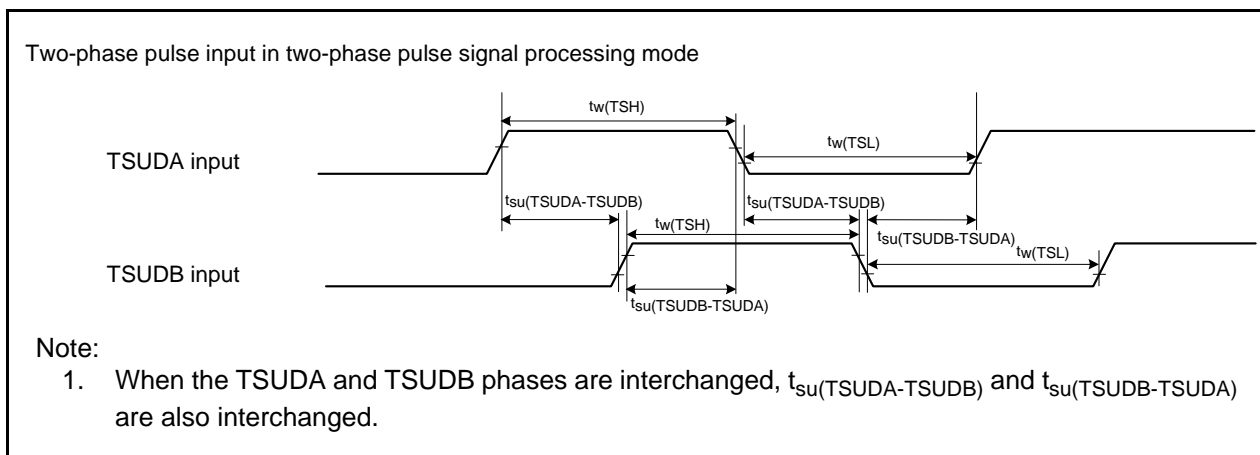 Two-phase pulse input in two-phase pulse signal processing mode
tw(TSH)
TSUDA input
tw(TSL)
tsu(TSUDA-TSUDB)
tsu(TSUDA-TSUDB)
tw(TSH)
tsu(TSUDB-TSUDA)
TSUDB input
tw(TSL)
tsu(TSUDB-TSUDA)
Note:
1. When the TSUDA and TSUDB phases are interchanged, tsu(TSUDA-TSUDB) and tsu(TSUDB-TSUDA)
are also interchanged.